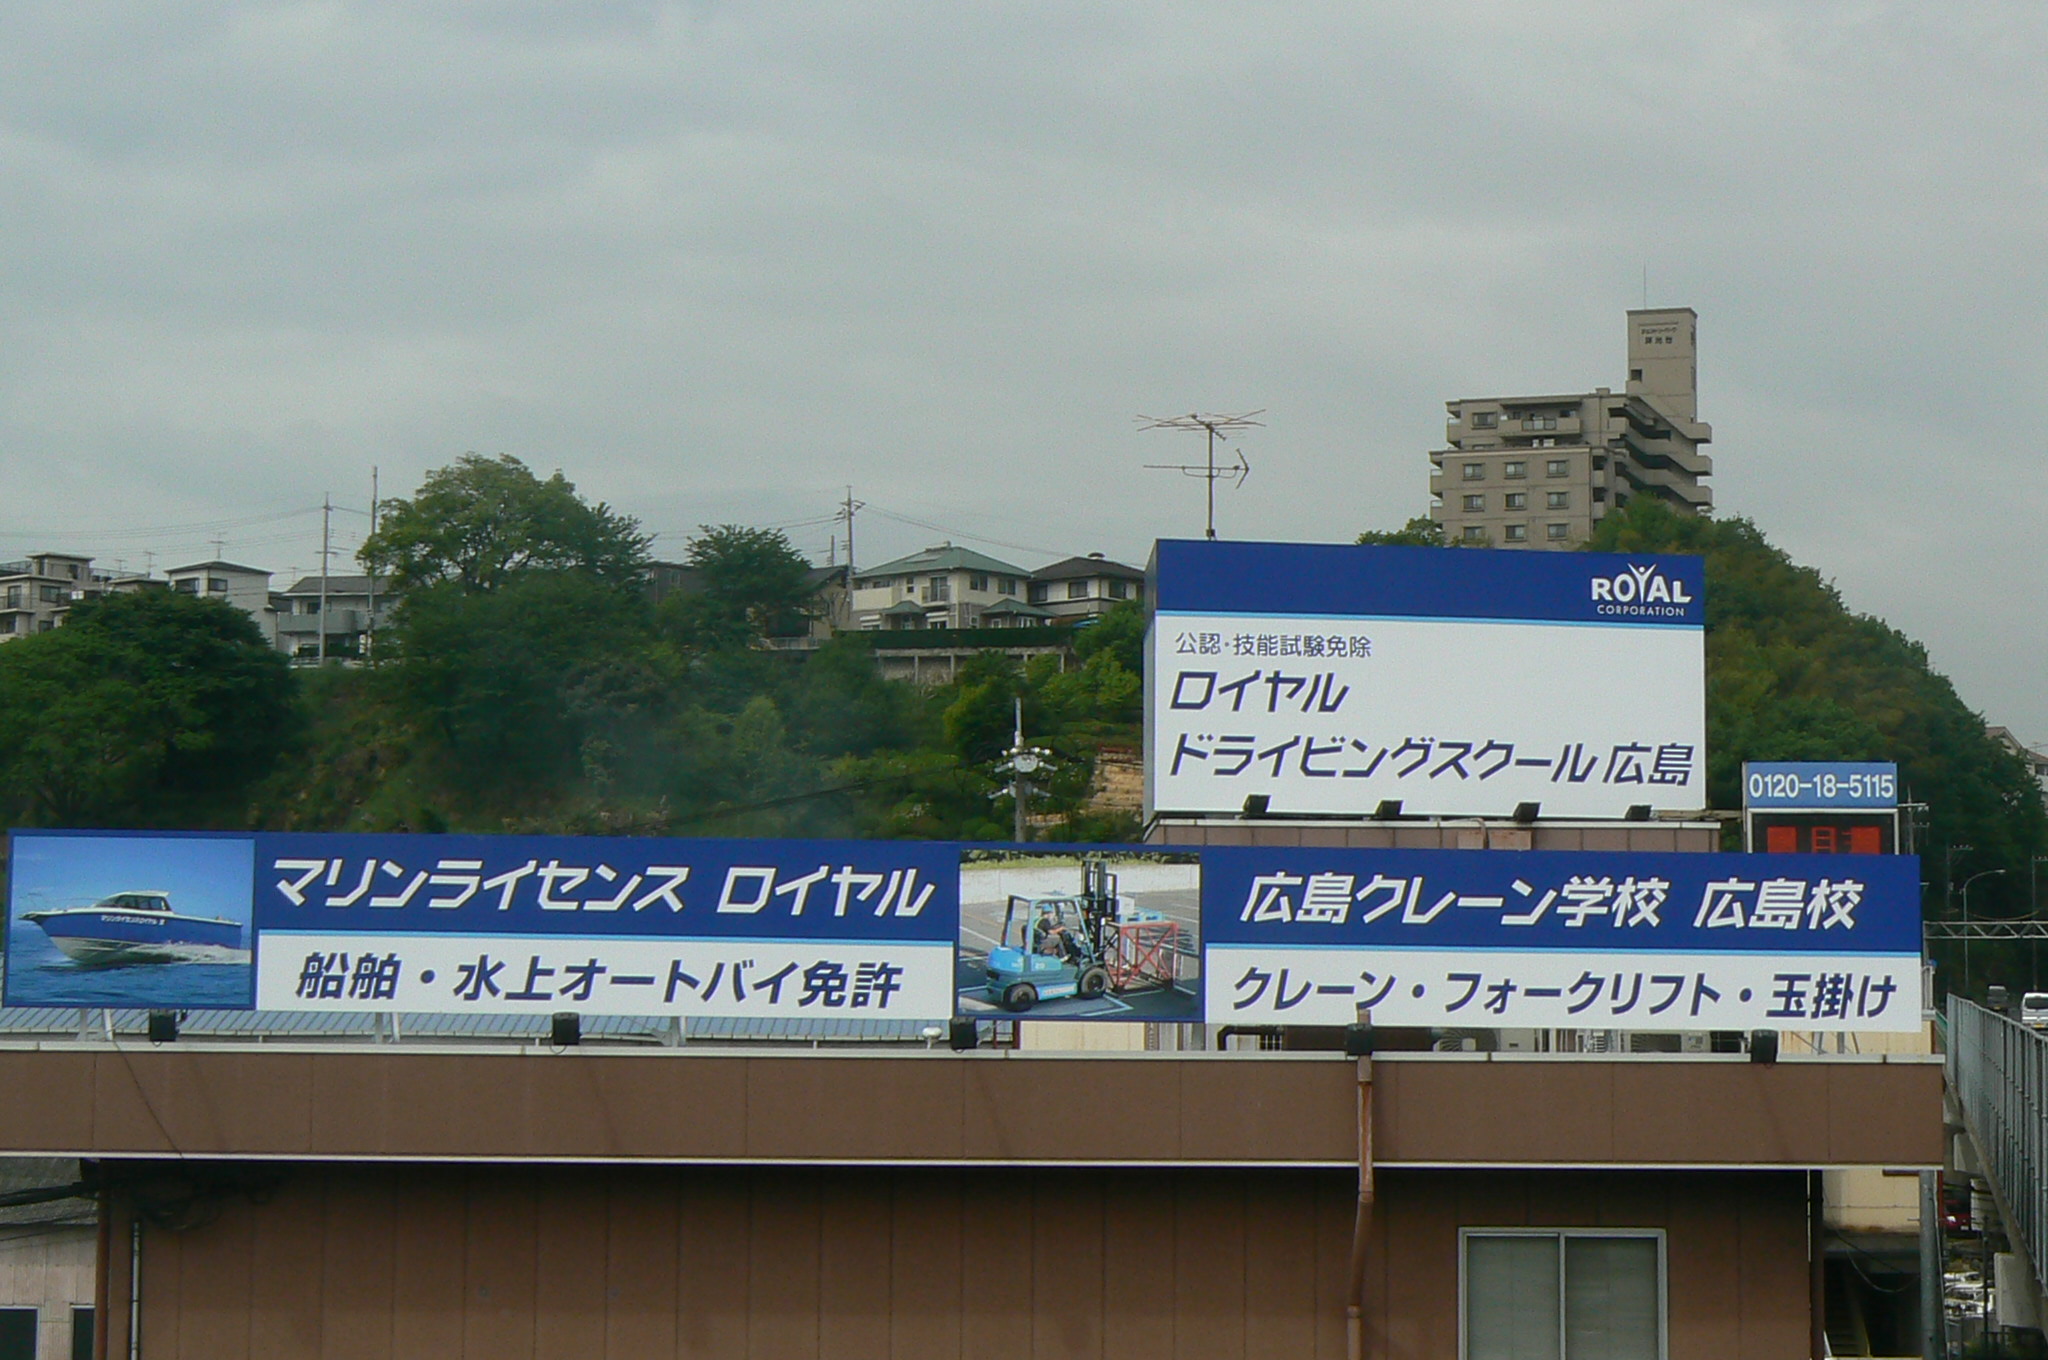 ROYAL
CORPORATION
公認・技能試験免除
ロイヤル
ドライビングスクール 広島
0120-18-5115
マリンライセンス ロイヤル
船舶・水上オートバイ免許
広島クレーン学校 広島校
クレーン・フォークリフト・玉掛け